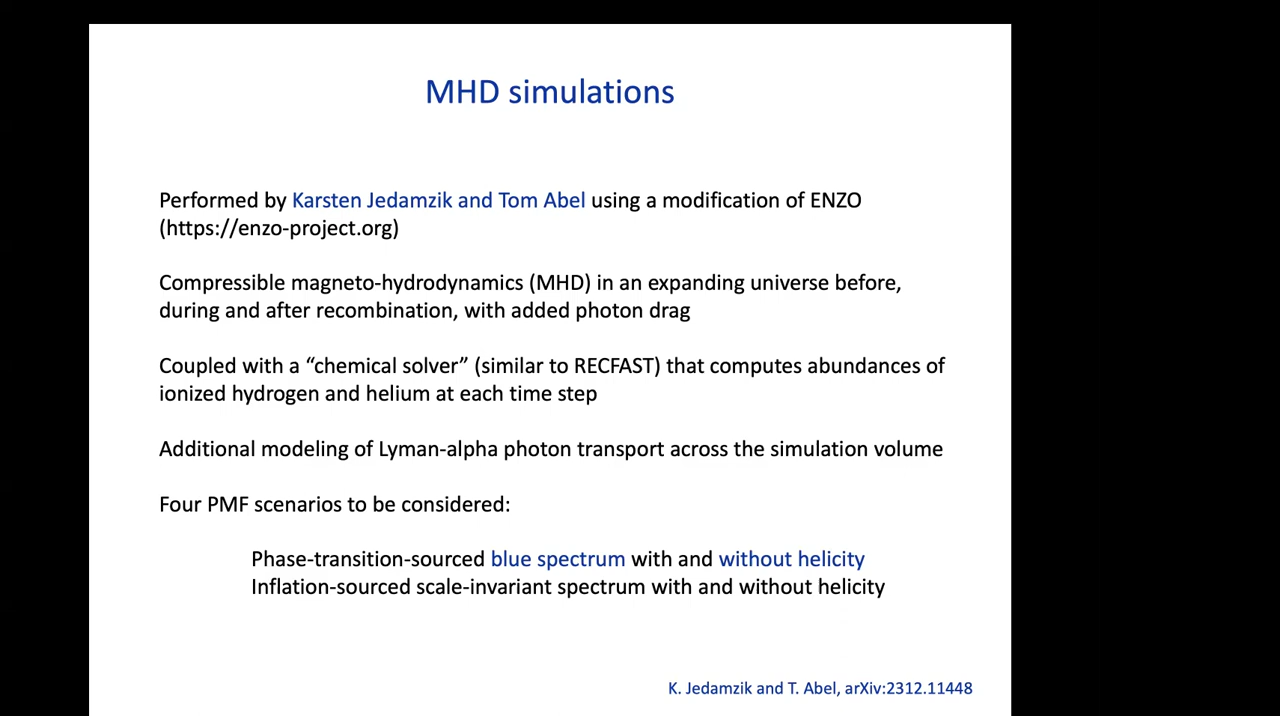 MHD simulations
Performed by Karsten Jedamzik and Tom Abel using a modification of ENZO
(https://enzo-project.org)
Compressible magneto-hydrodynamics (MHD) in an expanding universe before,
during and after recombination, with added photon drag
Coupled with a “chemical solver” (similar to RECFAST) that computes abundances of
ionized hydrogen and helium at each time step
Additional modeling of Lyman-alpha photon transport across the simulation volume
Four PMF scenarios to be considered:
Phase-transition-sourced blue spectrum with and without helicity
Inflation-sourced scale-invariant spectrum with and without helicity
K. Jedamzik and T. Abel, arXiv:2312.11448